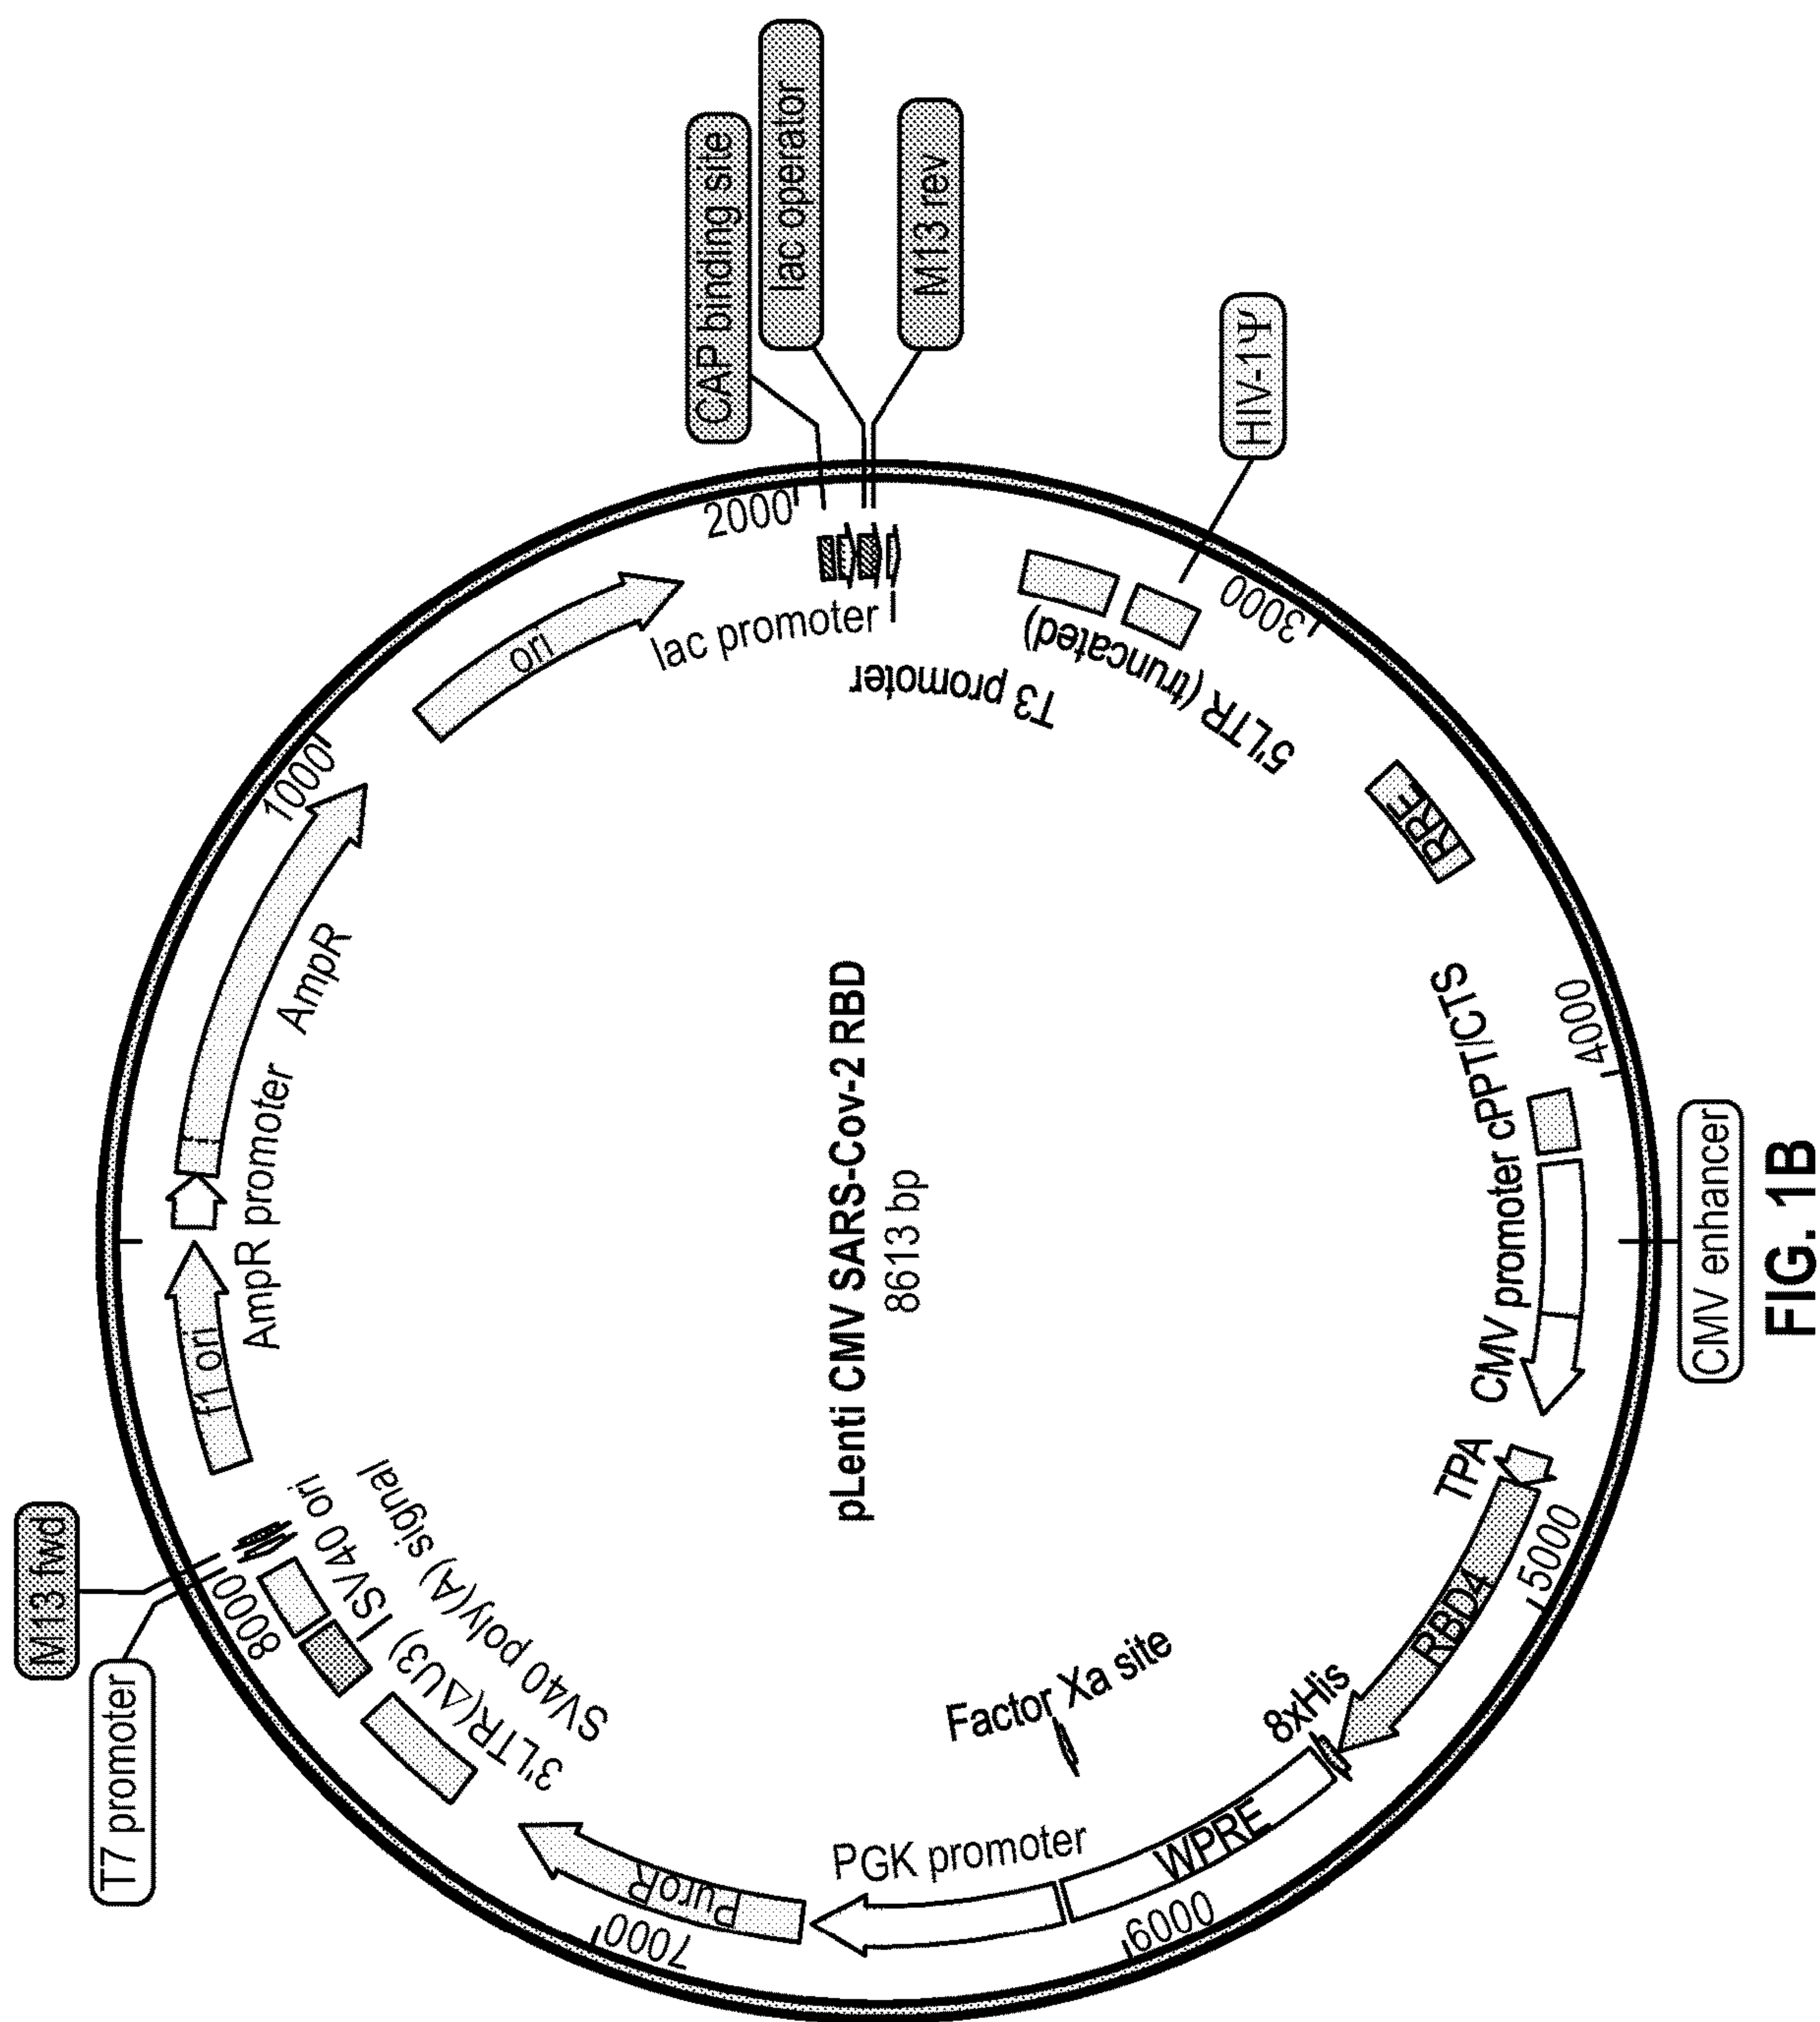 CAP binding site
lac operator
M13 rev
HIV-1Ψ
CMV enhancer
M13 fwd
T7 promoter
1000
2000
3000
4000
5000
6000
7000
8000
f1 ori
AmpR promoter
AmpR
ori
lac promoter
T3 promoter
5'LTR (truncated)
RRE
cPPT/CTS
CMV promoter
TPA
RBD4
8xHis
Factor Xa site
WPRE
PGK promoter
PuroR
3'LTR(ΔU3)
SV40 poly(A) signal
SV40 ori
pLenti CMV SARS-Cov-2 RBD
8613 bp
FIG. 1B